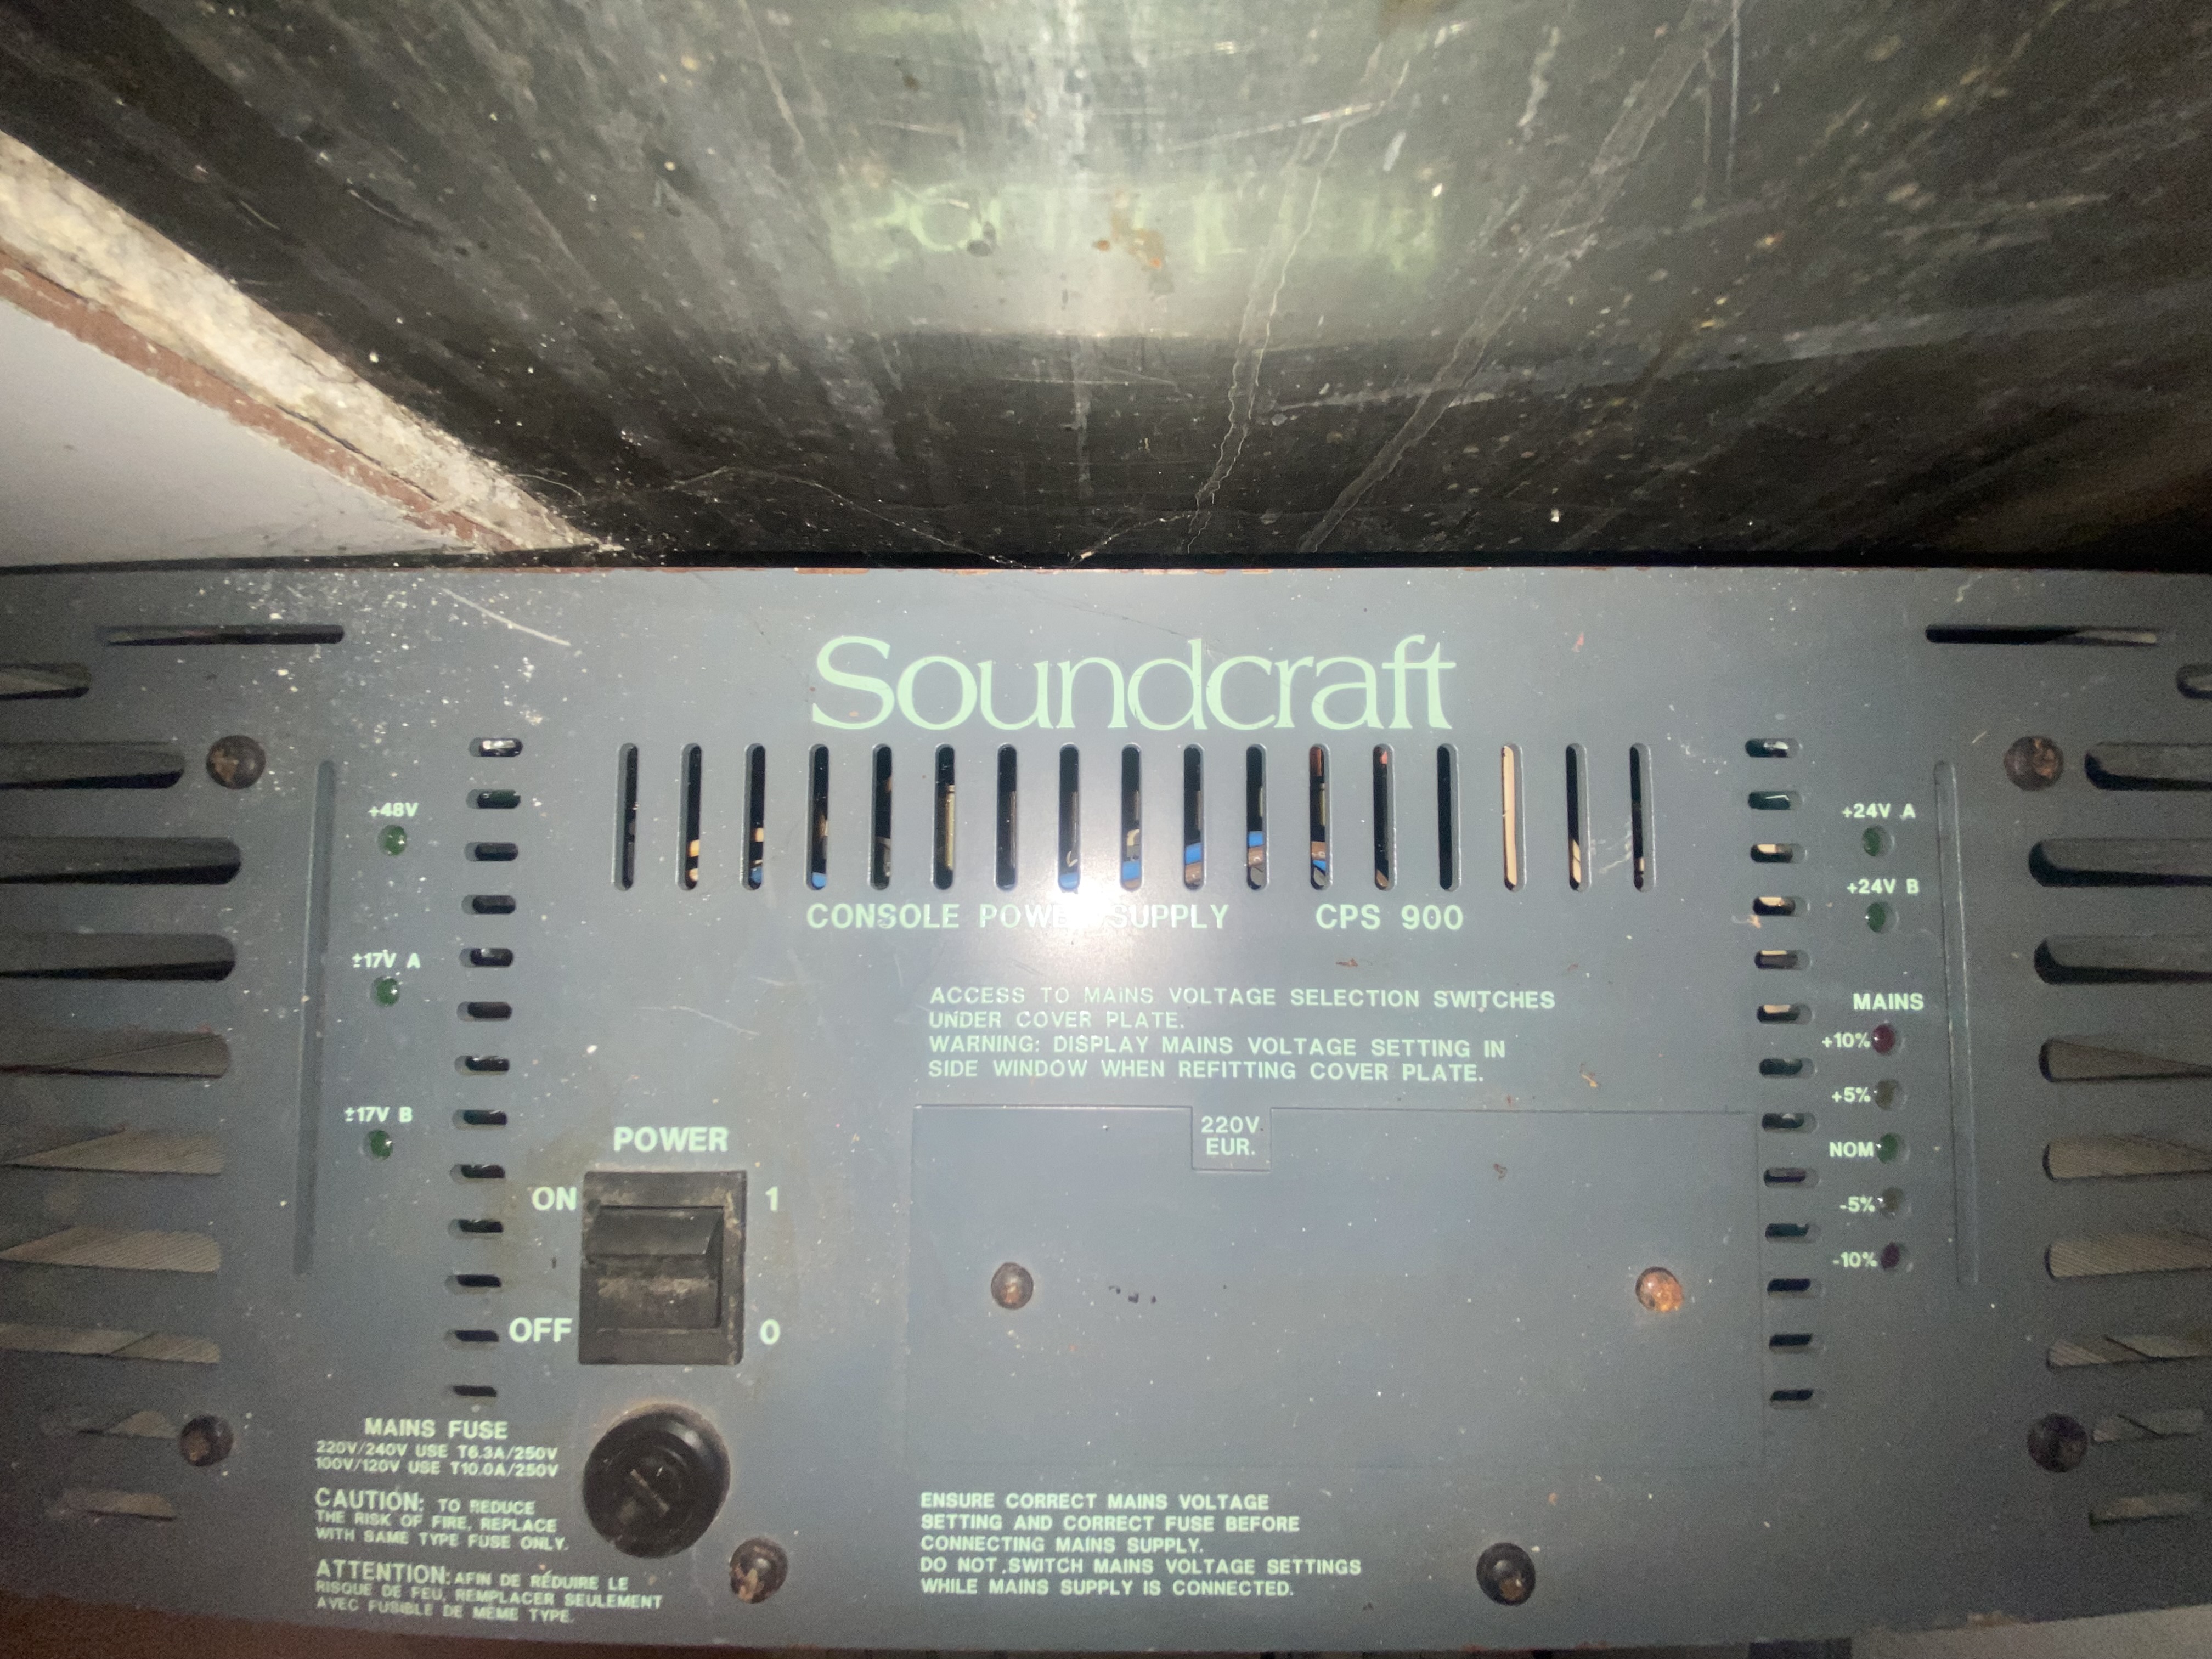 Soundcraft
CONSOLE POWER SUPPLY CPS 900
+48V
±17V A
±17V B
+24V A
+24V B
MAINS
+10%
+5%
NOM
-5%
-10%
ACCESS TO MAINS VOLTAGE SELECTION SWITCHES
UNDER COVER PLATE.
WARNING: DISPLAY MAINS VOLTAGE SETTING IN
SIDE WINDOW WHEN REFITTING COVER PLATE.
220V
EUR.
POWER
ON 1
OFF 0
MAINS FUSE
220V/240V USE T6.3A/250V
100V/120V USE T10.0A/250V
CAUTION: TO REDUCE
THE RISK OF FIRE, REPLACE
WITH SAME TYPE FUSE ONLY.
ATTENTION: AFIN DE RÉDUIRE LE
RISQUE DE FEU, REMPLACER SEULEMENT
AVEC FUSIBLE DE MÊME TYPE.
ENSURE CORRECT MAINS VOLTAGE
SETTING AND CORRECT FUSE BEFORE
CONNECTING MAINS SUPPLY.
DO NOT SWITCH MAINS VOLTAGE SETTINGS
WHILE MAINS SUPPLY IS CONNECTED.